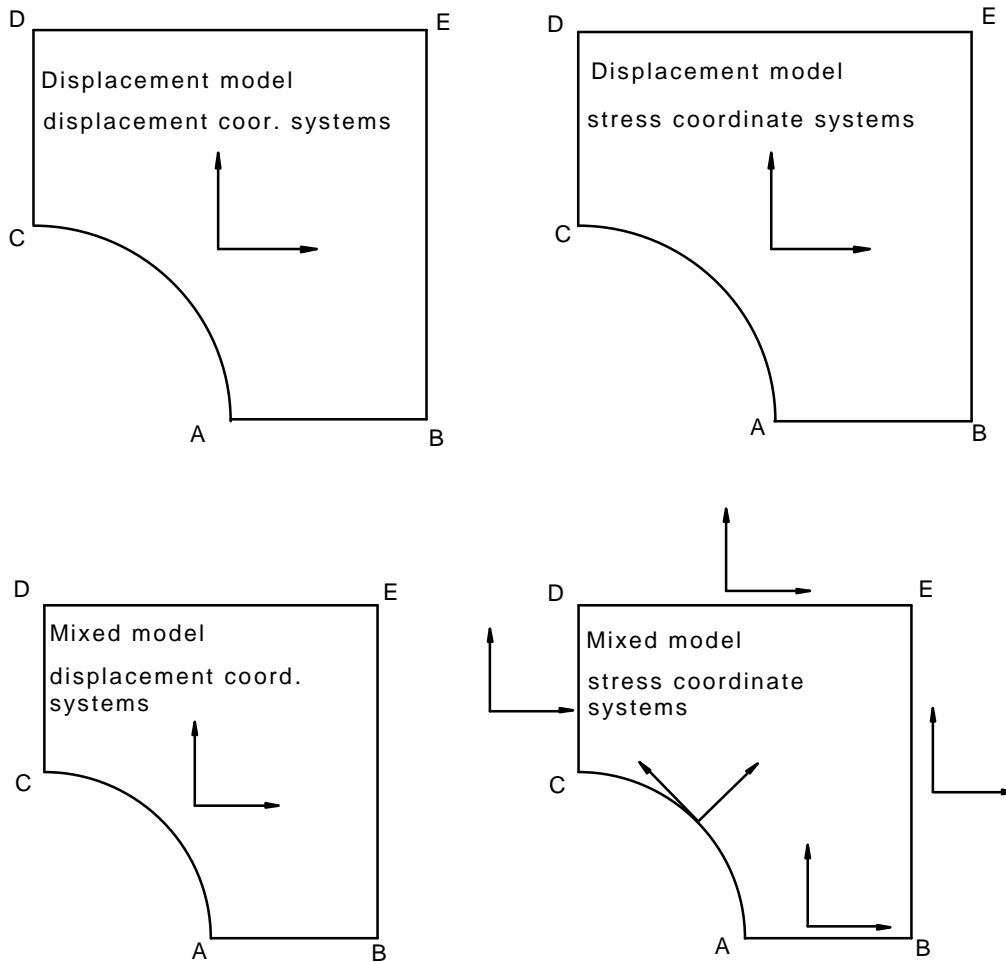 D
E
Displacement model
displacement coor. systems
C
A
B
D
E
Displacement model
stress coordinate systems
C
A
B
D
E
Mixed model
displacement coord.
systems
C
A
B
D
E
Mixed model
stress coordinate
systems
C
A
B